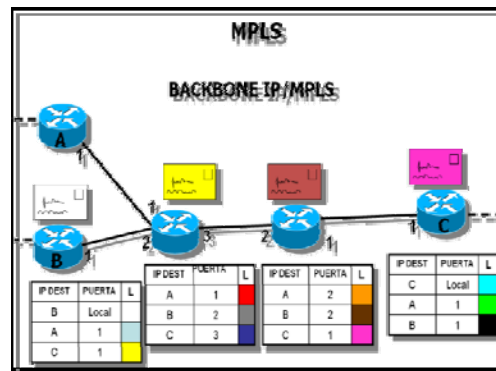 MPLS
BACKBONE IP/MPLS
A
1
1
2
3
2
1
1
C
B
1
IP DEST PUERTA L
B Local
A 1
C 1
IP DEST PUERTA L
A 1
B 2
C 3
IP DEST PUERTA L
A 2
B 2
C 1
IP DEST PUERTA L
C Local
A 1
B 1